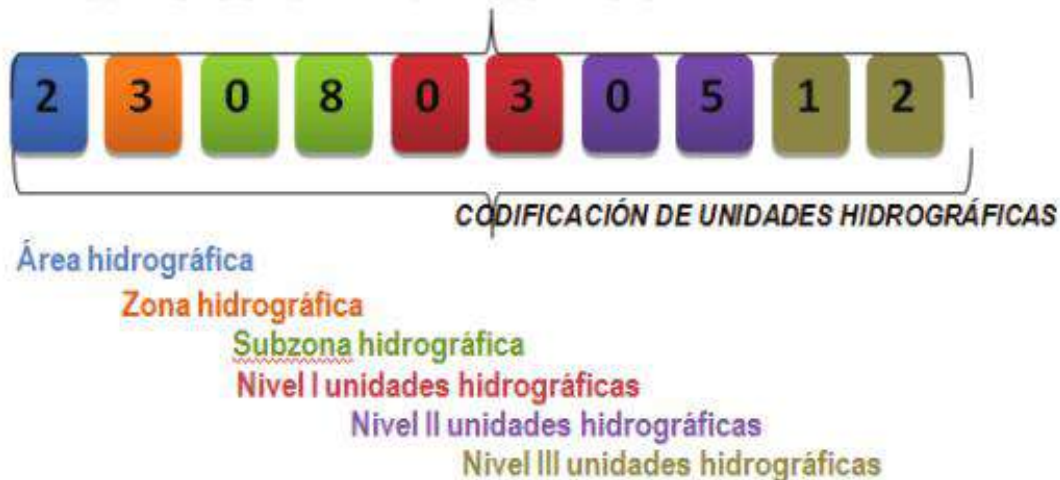 2 3 0 8 0 3 0 5 1 2
CODIFICACIÓN DE UNIDADES HIDROGRÁFICAS
Área hidrográfica
Zona hidrográfica
Subzona hidrográfica
Nivel I unidades hidrográficas
Nivel II unidades hidrográficas
Nivel III unidades hidrográficas